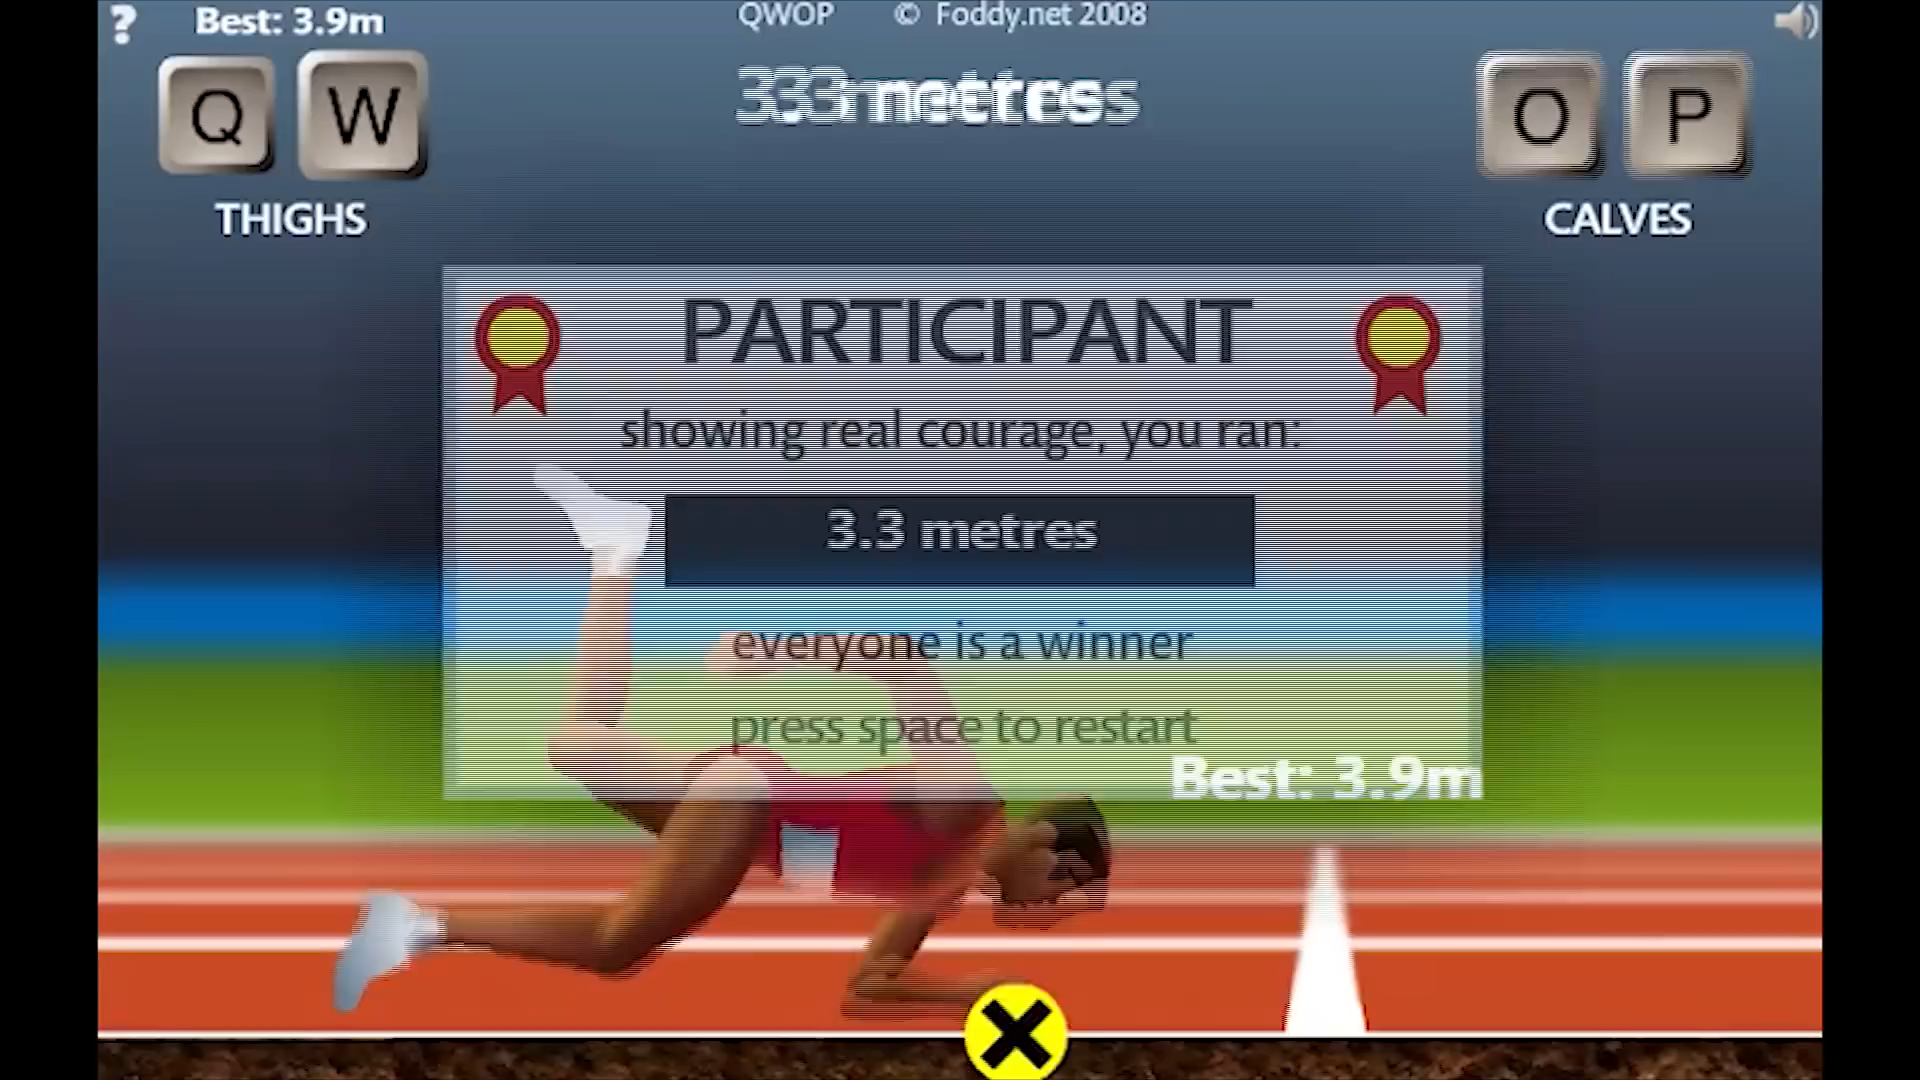 ?
Best: 3.9m
QWOP © Foddy.net 2008
Q W
O P
THIGHS
CALVES
PARTICIPANT
showing real courage, you ran:
3.3 metres
everyone is a winner
press space to restart
Best: 3.9m